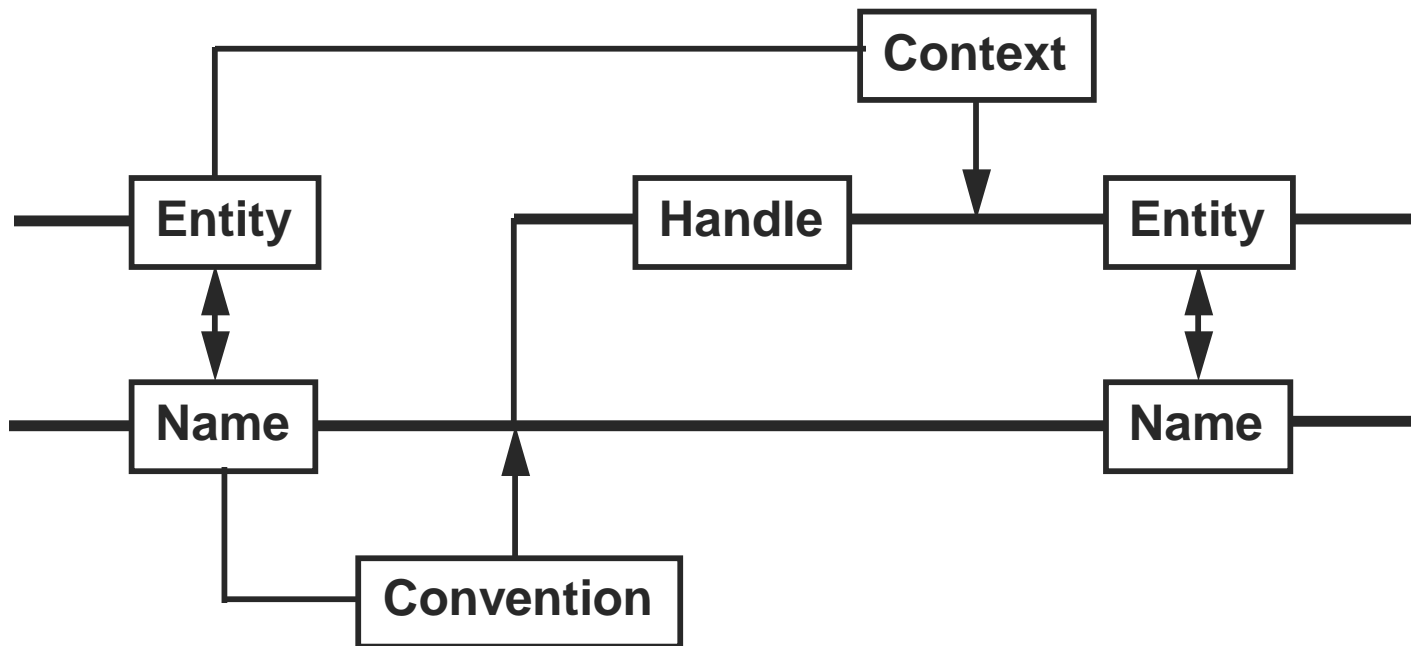 Context
Entity
Handle
Entity
Name
Name
Convention